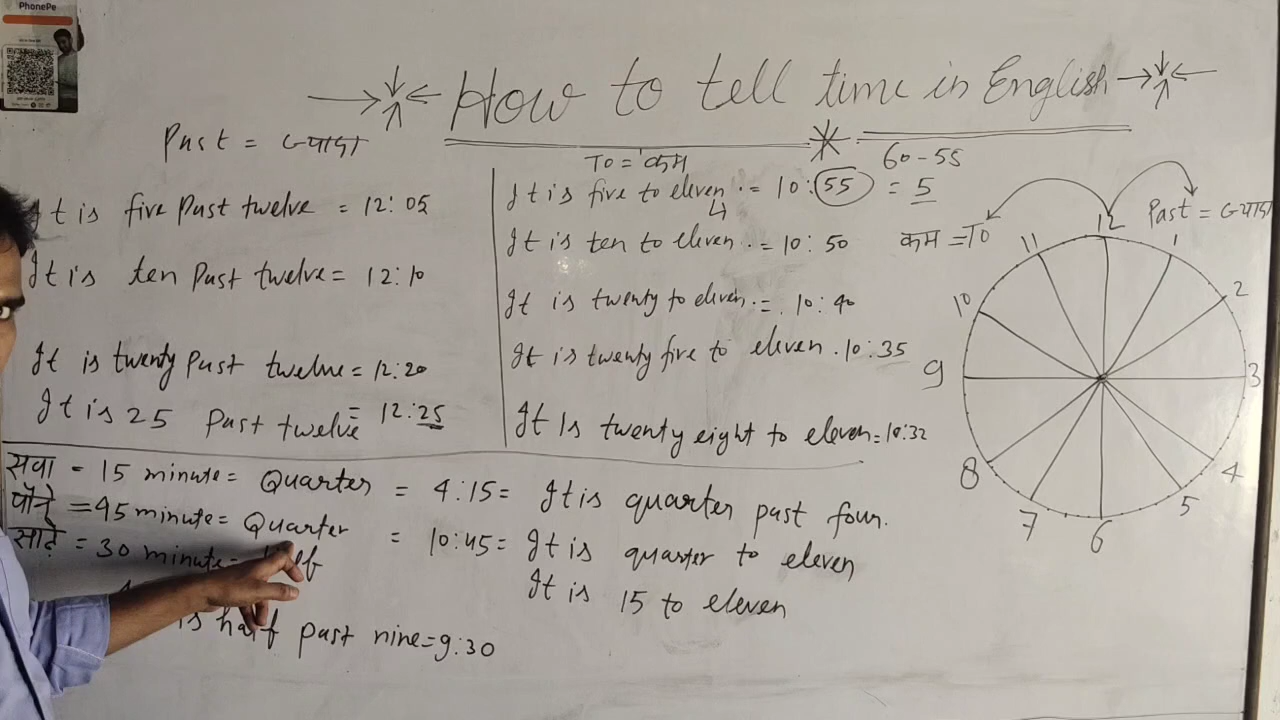 PhonePe
How to tell time in English
Past = ज्यादा
It is five Past twelve = 12:05
It is ten Past twelve = 12:10
It is twenty Past twelve = 12:20
It is 25 Past twelve = 12:25
To = कम
60-55
It is five to eleven = 10:55 = 5
It is ten to eleven = 10:50
It is twenty to eleven = 10:40
It is twenty five to eleven. 10:35
It Is twenty eight to eleven = 10:32
कम = To
Past = ज्यादा
12
1
2
3
4
5
6
7
8
9
10
11
सवा - 15 minute = Quarter = 4:15 = It is quarter past four.
पौने = 45 minute = Quarter = 10:45 = It is quarter to eleven
साढे = 30 minute =
It is 15 to eleven
is half past nine = 9:30